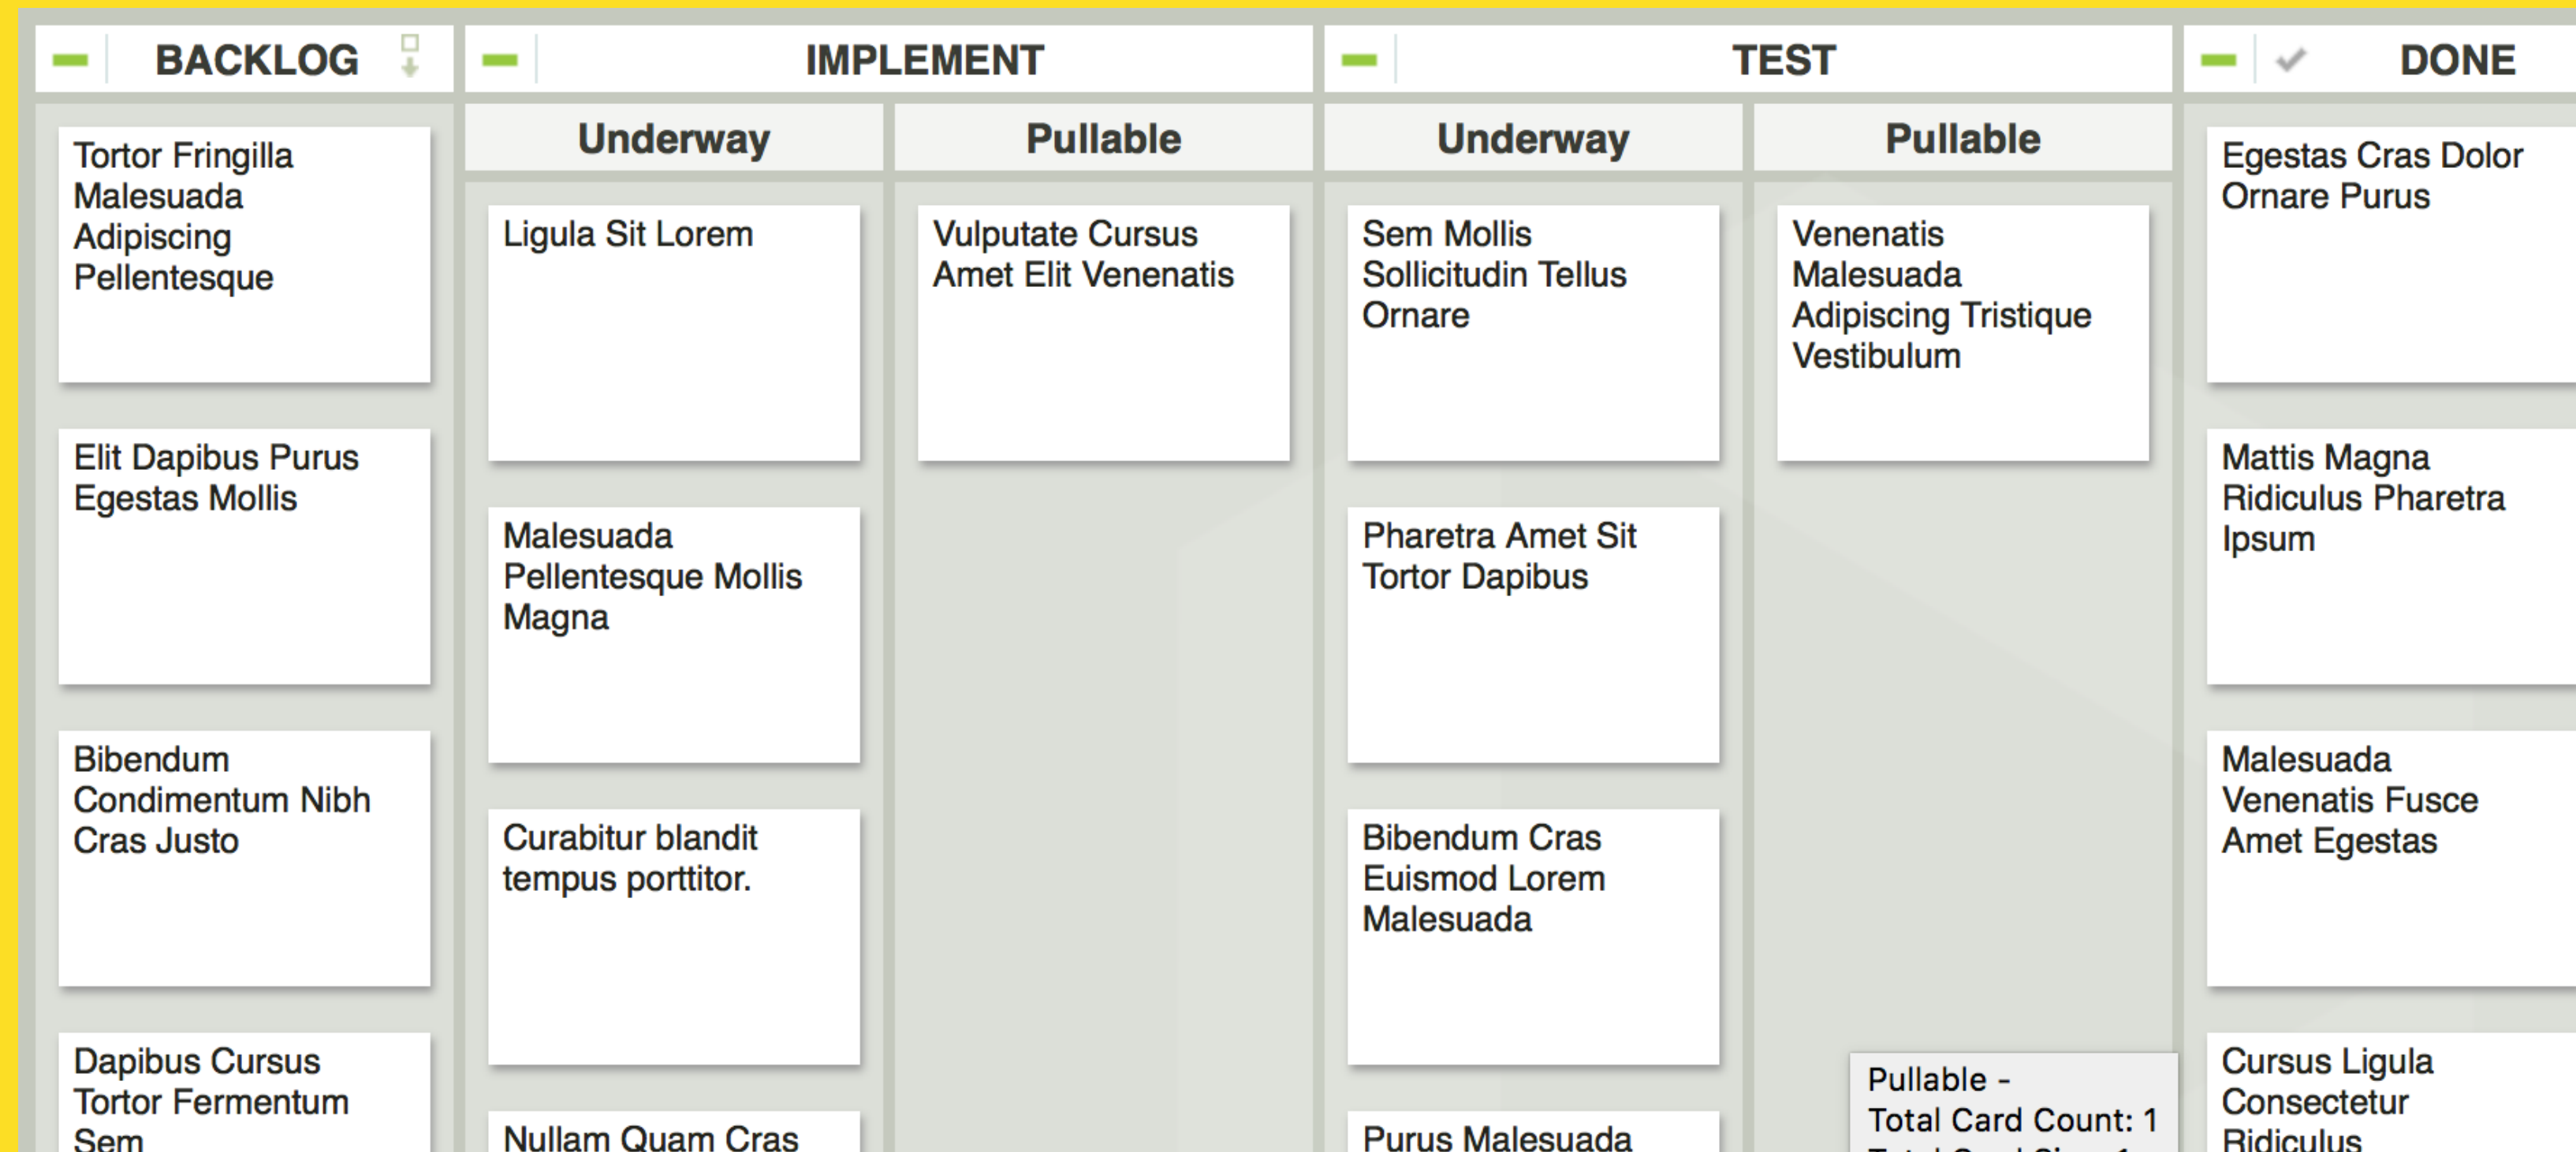 BACKLOG
Tortor Fringilla
Malesuada
Adipiscing
Pellentesque
Elit Dapibus Purus
Egestas Mollis
Bibendum
Condimentum Nibh
Cras Justo
Dapibus Cursus
Tortor Fermentum
Sem
IMPLEMENT
Underway
Ligula Sit Lorem
Malesuada
Pellentesque Mollis
Magna
Curabitur blandit
tempus porttitor.
Nullam Quam Cras
Pullable
Vulputate Cursus
Amet Elit Venenatis
TEST
Underway
Sem Mollis
Sollicitudin Tellus
Ornare
Pharetra Amet Sit
Tortor Dapibus
Bibendum Cras
Euismod Lorem
Malesuada
Purus Malesuada
Pullable
Venenatis
Malesuada
Adipiscing Tristique
Vestibulum
Pullable -
Total Card Count: 1
DONE
Egestas Cras Dolor
Ornare Purus
Mattis Magna
Ridiculus Pharetra
Ipsum
Malesuada
Venenatis Fusce
Amet Egestas
Cursus Ligula
Consectetur
Ridiculus